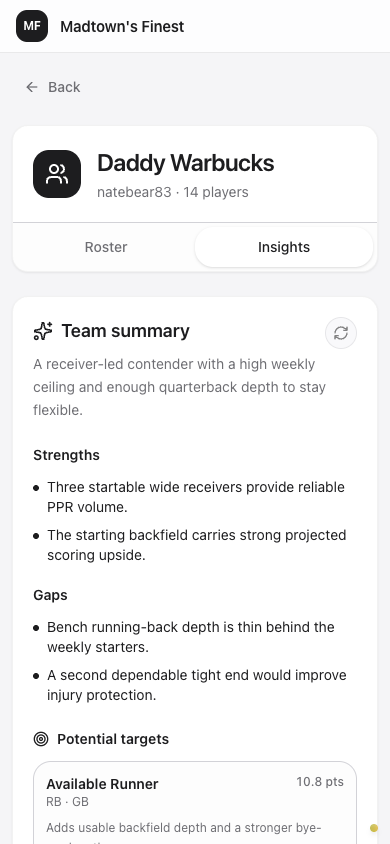 MF Madtown's Finest
Back
Daddy Warbucks
natebear83 · 14 players
Roster Insights
Team summary
A receiver-led contender with a high weekly
ceiling and enough quarterback depth to stay
flexible.
Strengths
• Three startable wide receivers provide reliable
PPR volume.
• The starting backfield carries strong projected
scoring upside.
Gaps
• Bench running-back depth is thin behind the
weekly starters.
• A second dependable tight end would improve
injury protection.
Potential targets
Available Runner 10.8 pts
RB · GB
Adds usable backfield depth and a stronger bye-